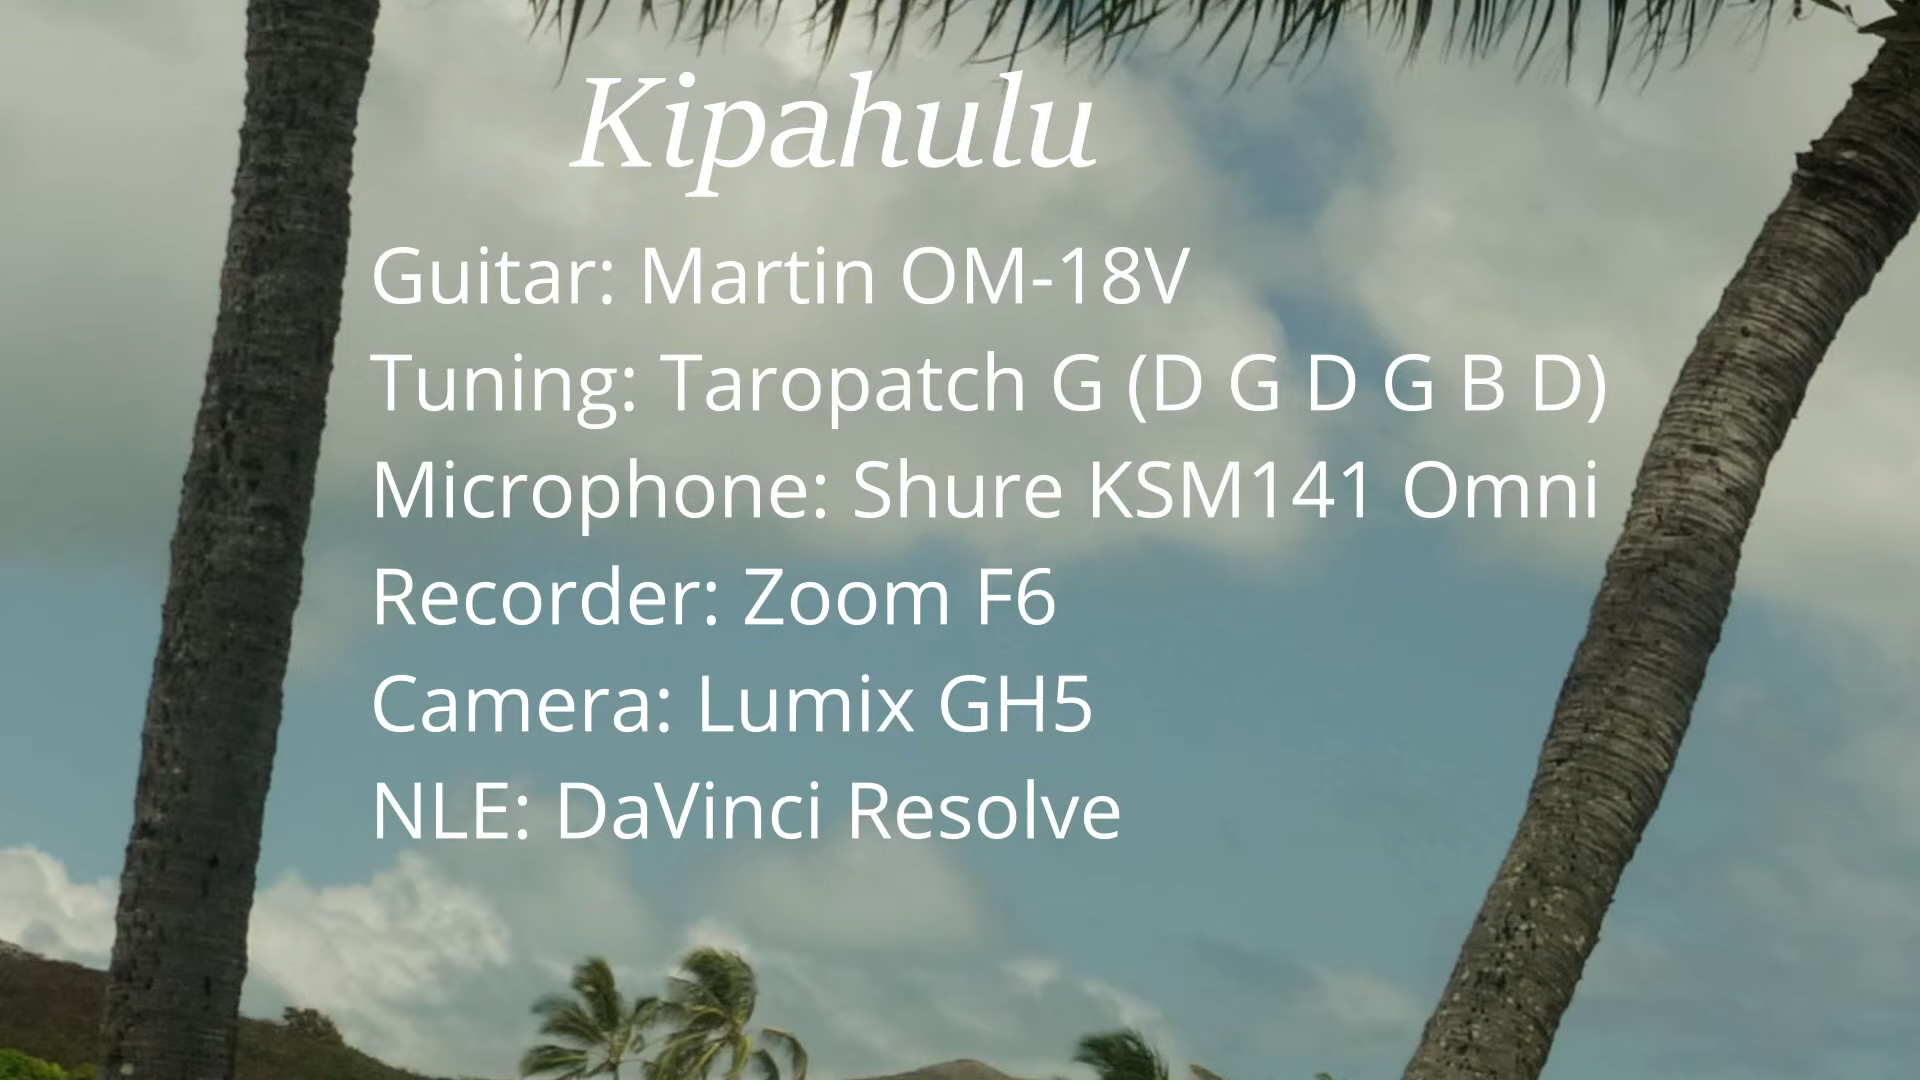 Kipahulu
Guitar: Martin OM-18V
Tuning: Taropatch G (D G D G B D)
Microphone: Shure KSM141 Omni
Recorder: Zoom F6
Camera: Lumix GH5
NLE: DaVinci Resolve